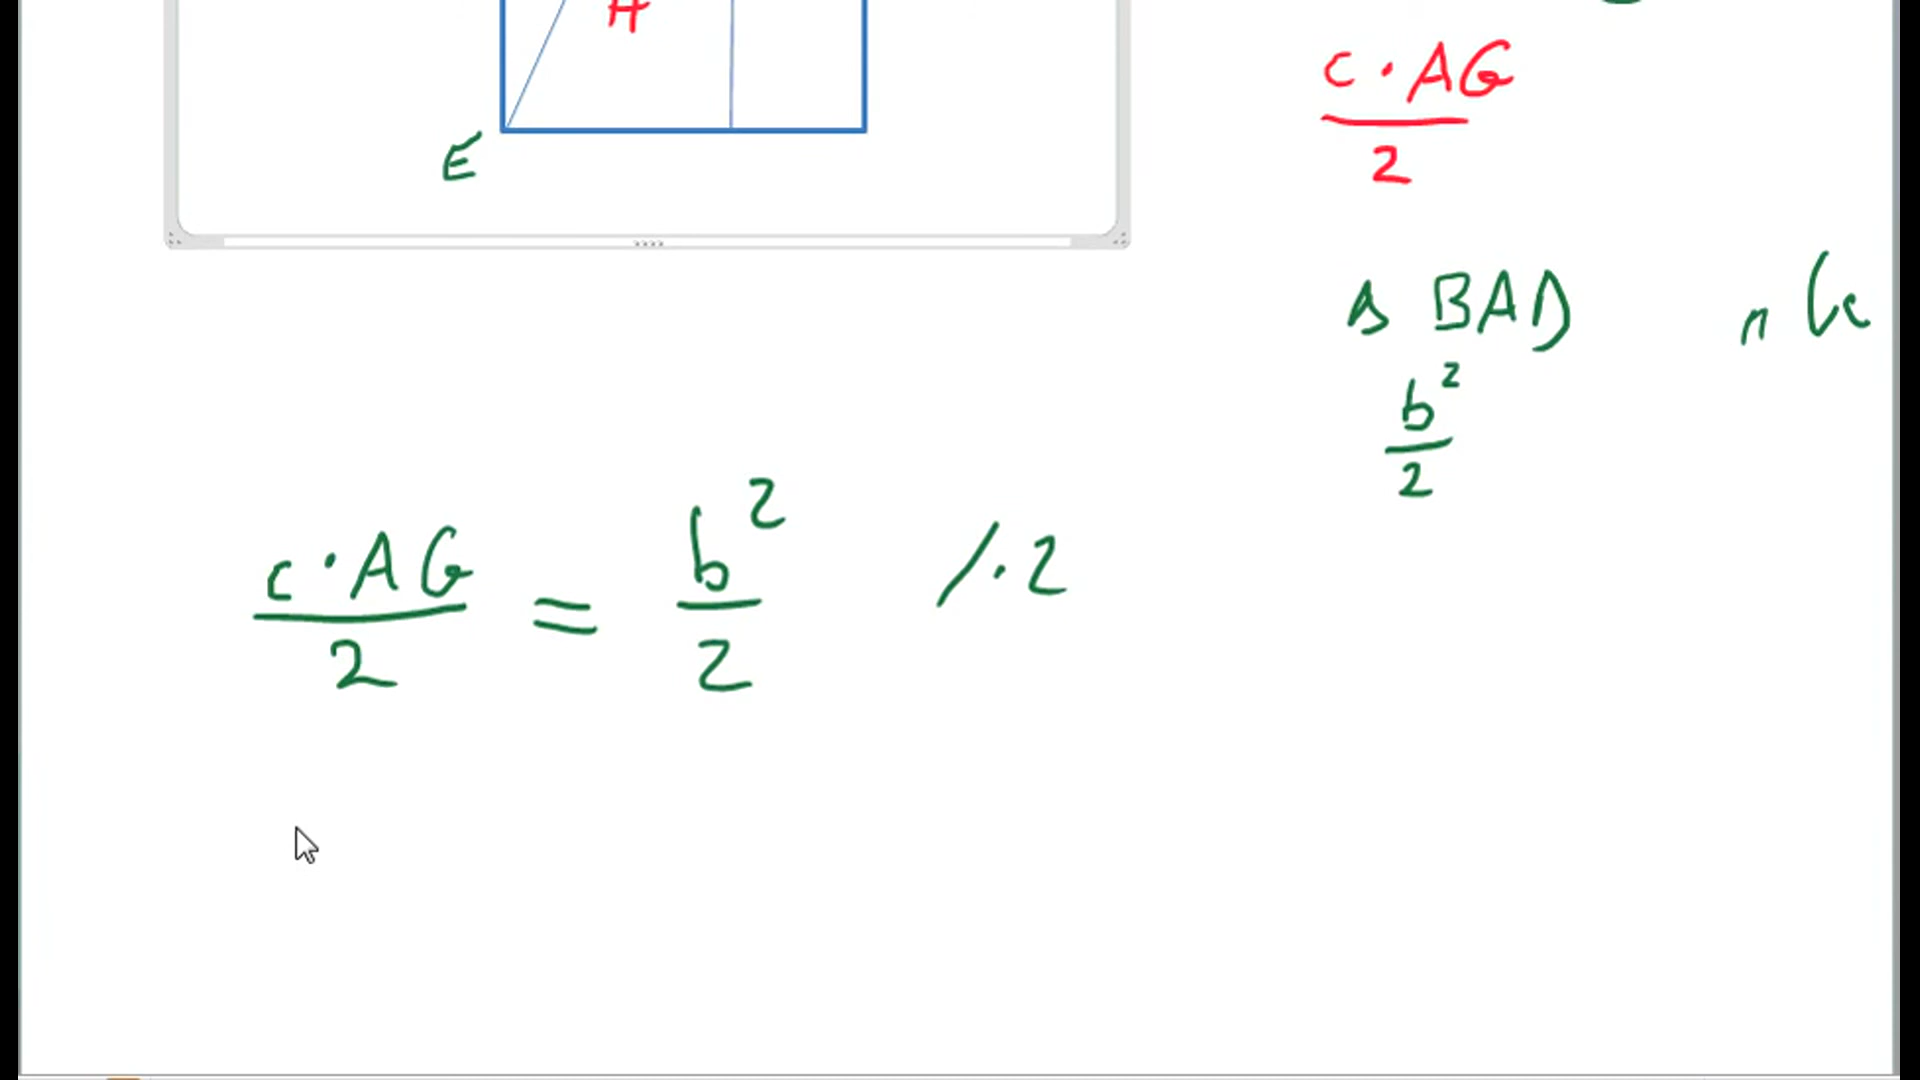 E
c · AG
2
Δ BAD
b²
2
c · AG / 2 = b² / 2 /· 2